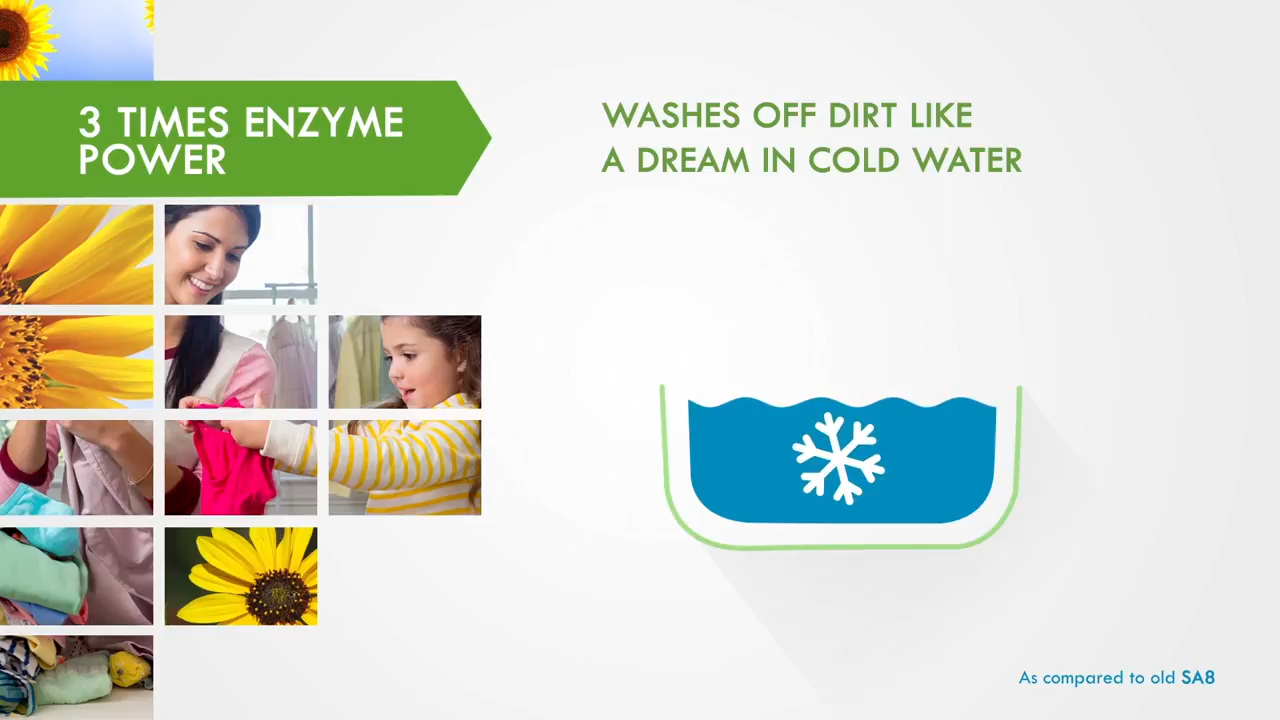 3 TIMES ENZYME
POWER
WASHES OFF DIRT LIKE
A DREAM IN COLD WATER
As compared to old SA8